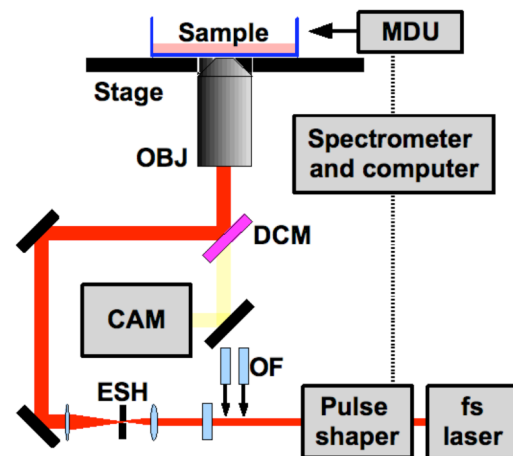 Sample
MDU
Stage
Spectrometer
and computer
OBJ
DCM
CAM
OF
ESH
Pulse
shaper
fs
laser